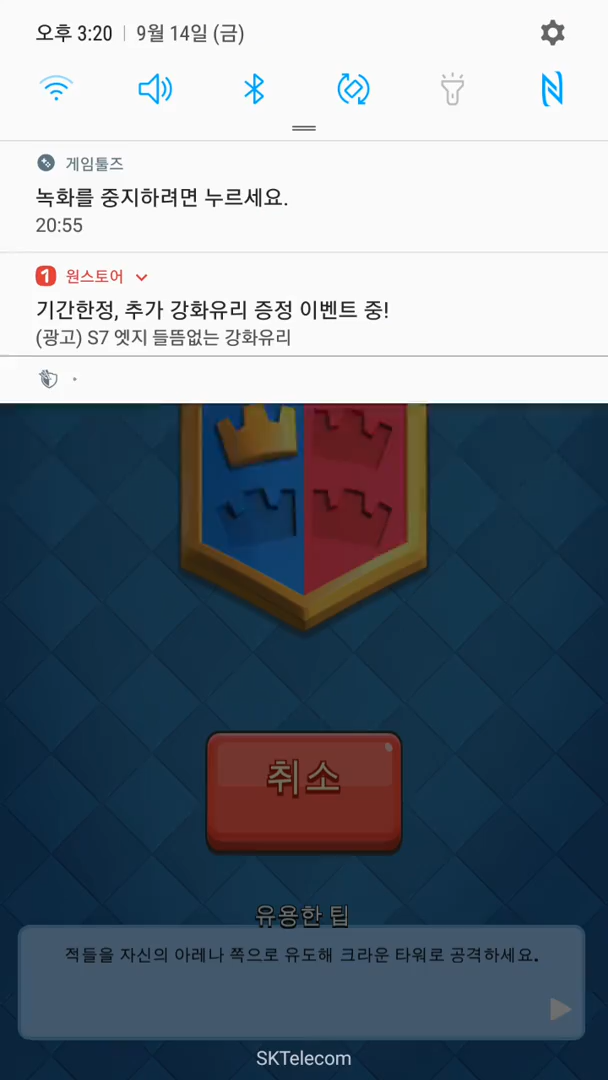 오후 3:20 | 9월 14일 (금)
게임툴즈
녹화를 중지하려면 누르세요.
20:55
1 원스토어
기간한정, 추가 강화유리 증정 이벤트 중!
(광고) S7 엣지 들뜸없는 강화유리
취소
유용한 팁
적들을 자신의 아레나 쪽으로 유도해 크라운 타워로 공격하세요.
SKTelecom